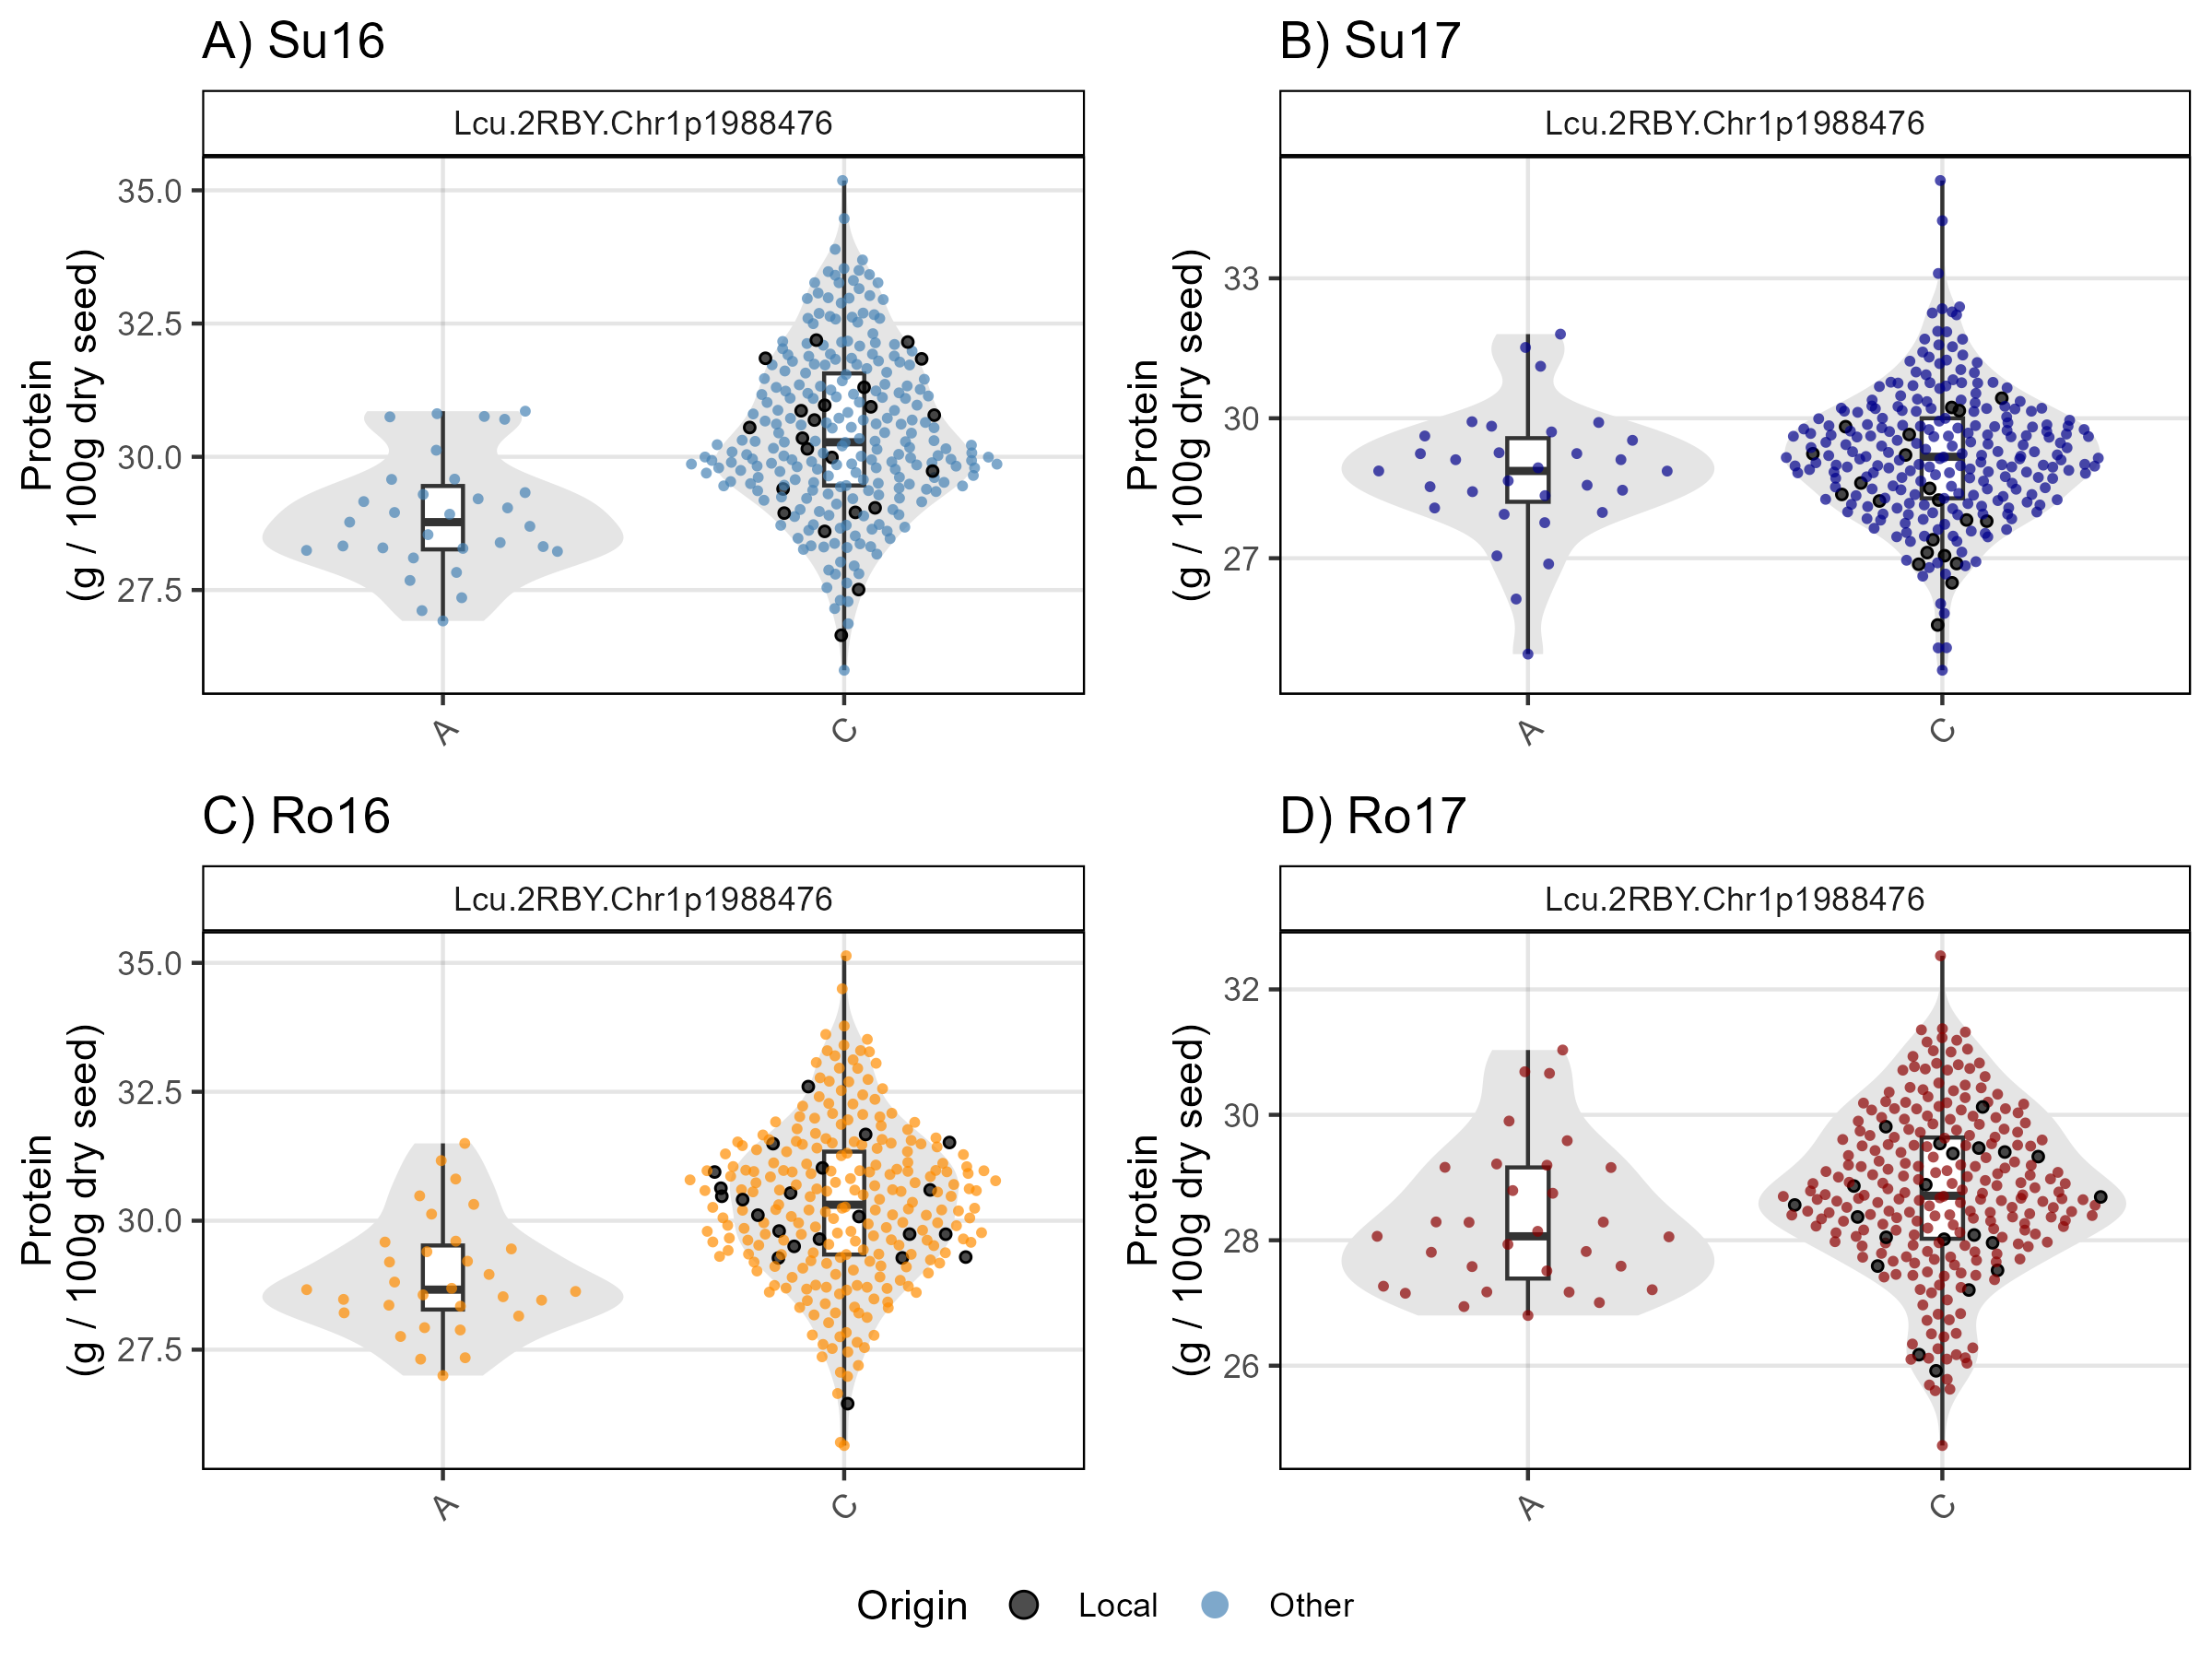 A) Su16
Lcu.2RBY.Chr1p1988476
Protein
(g / 100g dry seed)
35.0
32.5
30.0
27.5
A
C
B) Su17
Lcu.2RBY.Chr1p1988476
Protein
(g / 100g dry seed)
33
30
27
A
C
C) Ro16
Lcu.2RBY.Chr1p1988476
Protein
(g / 100g dry seed)
35.0
32.5
30.0
27.5
A
C
D) Ro17
Lcu.2RBY.Chr1p1988476
Protein
(g / 100g dry seed)
32
30
28
26
A
C
Origin Local Other